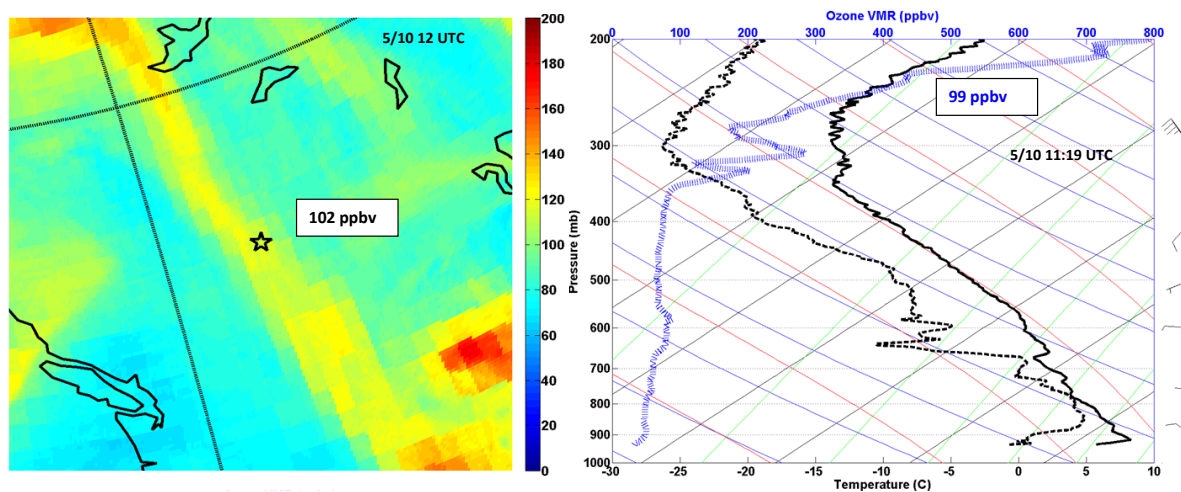 5/10 12 UTC
102 ppbv
200
180
160
140
120
100
80
60
40
20
0
Ozone VMR (ppbv)
0 100 200 300 400 500 600 700 800
99 ppbv
5/10 11:19 UTC
Pressure (mb)
200
300
400
500
600
700
800
900
1000
-30 -25 -20 -15 -10 -5 0 5 10
Temperature (C)